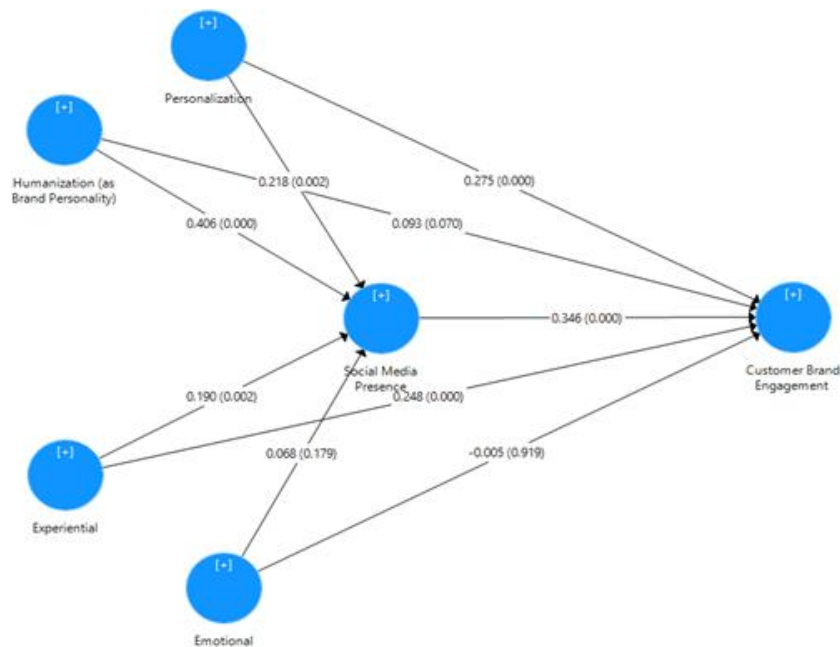 [+]
Personalization
[+]
Humanization (as
Brand Personality)
0.218 (0.002)
0.275 (0.000)
0.406 (0.000)
0.093 (0.070)
[+]
Social Media
Presence
0.346 (0.000)
[+]
Customer Brand
Engagement
0.190 (0.002)
0.248 (0.000)
[+]
Experiential
0.068 (0.179)
-0.005 (0.919)
[+]
Emotional